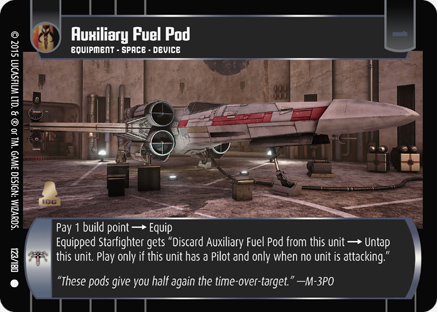 Auxiliary Fuel Pod
EQUIPMENT • SPACE • DEVICE
Pay 1 build point → Equip
Equipped Starfighter gets “Discard Auxiliary Fuel Pod from this unit → Untap
this unit. Play only if this unit has a Pilot and only when no unit is attacking.”
“These pods give you half again the time-over-target.” —M-3PO
© 2015 LUCASFILM LTD. & ® or TM. GAME DESIGN: WIZARDS.
123/180